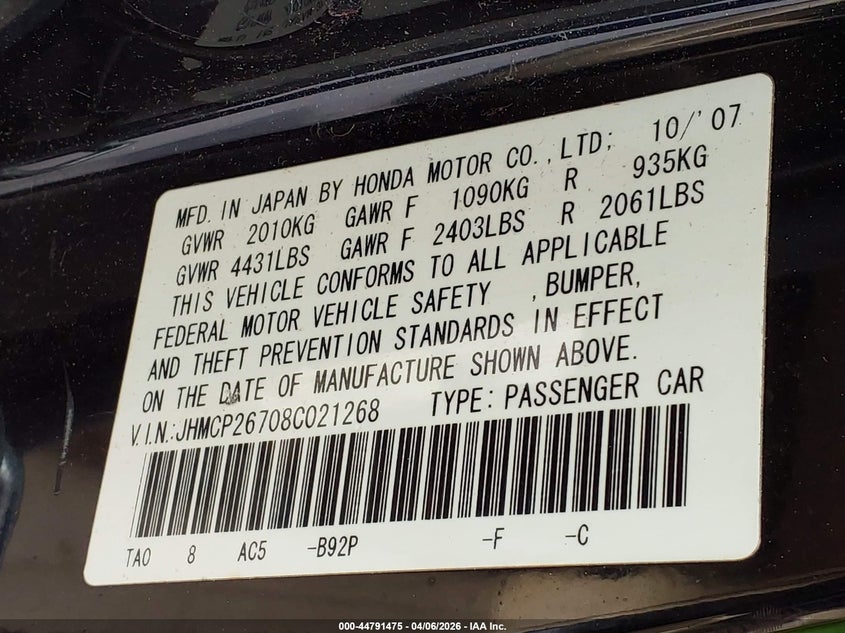 MFD. IN JAPAN BY HONDA MOTOR CO., LTD; 10/'07
GVWR 2010KG GAWR F 1090KG R 935KG
GVWR 4431LBS GAWR F 2403LBS R 2061LBS
THIS VEHICLE CONFORMS TO ALL APPLICABLE
FEDERAL MOTOR VEHICLE SAFETY , BUMPER,
AND THEFT PREVENTION STANDARDS IN EFFECT
ON THE DATE OF MANUFACTURE SHOWN ABOVE.
V.I.N.:JHMCP26708C021268 TYPE: PASSENGER CAR
TA0 8 AC5 -B92P -F -C
000-44791475 - 04/06/2026 - IAA Inc.